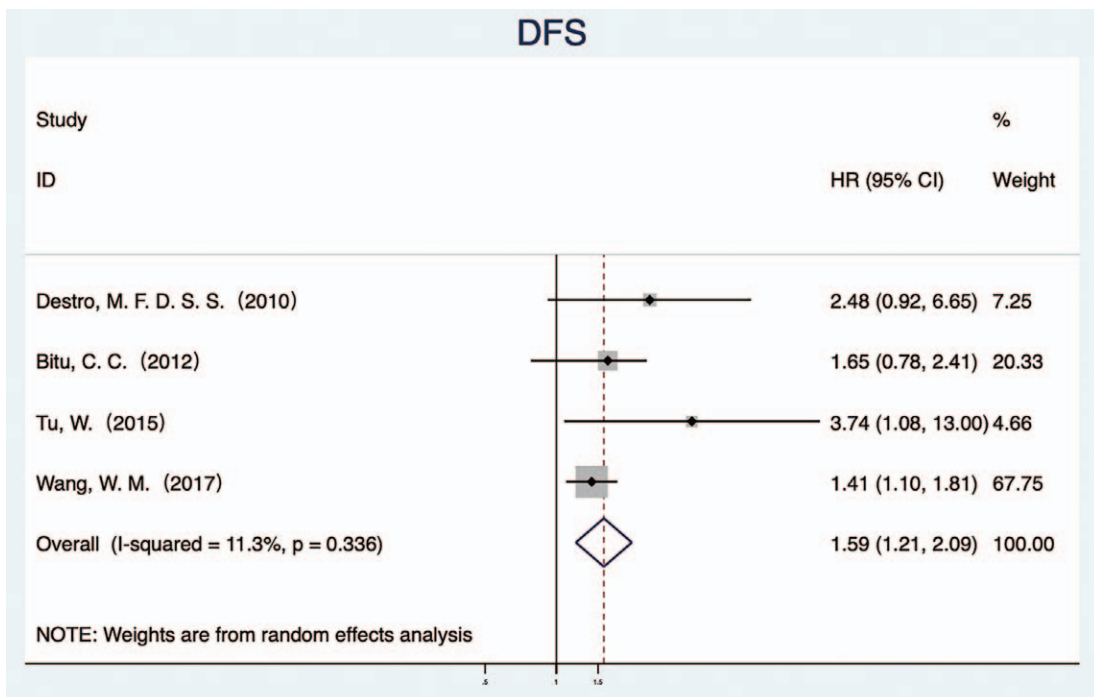 DFS
Study %
ID HR (95% CI) Weight
Destro, M. F. D. S. S. (2010) 2.48 (0.92, 6.65) 7.25
Bitu, C. C. (2012) 1.65 (0.78, 2.41) 20.33
Tu, W. (2015) 3.74 (1.08, 13.00) 4.66
Wang, W. M. (2017) 1.41 (1.10, 1.81) 67.75
Overall (I-squared = 11.3%, p = 0.336) 1.59 (1.21, 2.09) 100.00
NOTE: Weights are from random effects analysis
.5 1 1.5